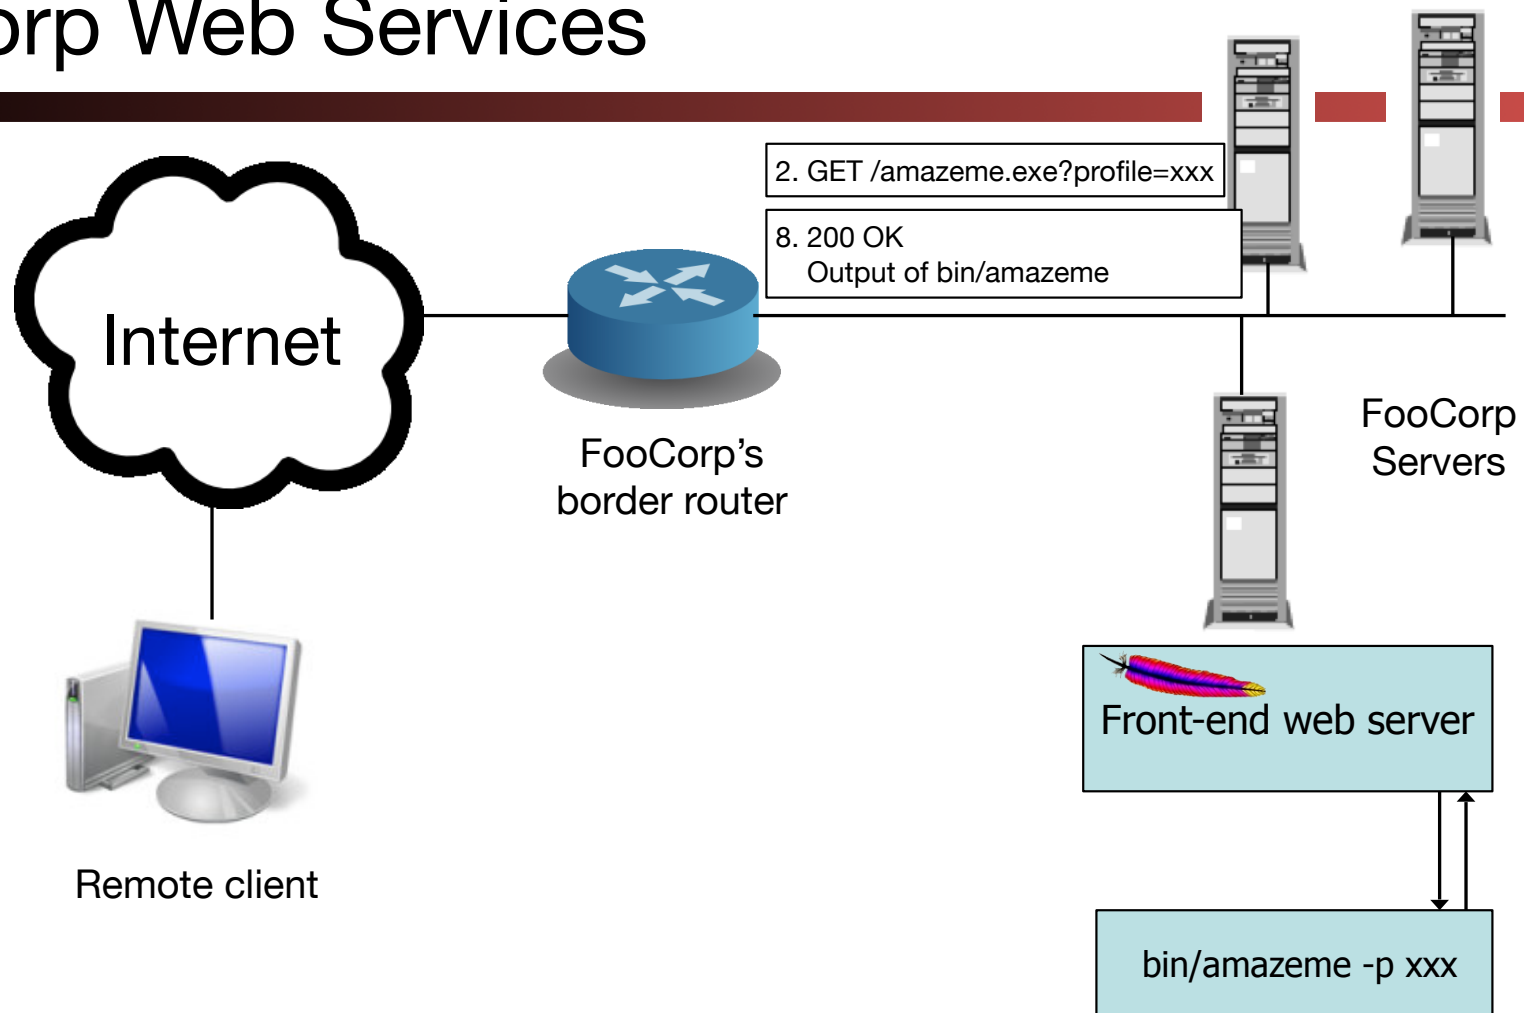 orp Web Services
2. GET /amazeme.exe?profile=xxx
8. 200 OK
Output of bin/amazeme
Internet
FooCorp's
border router
FooCorp
Servers
Front-end web server
Remote client
bin/amazeme -p xxx